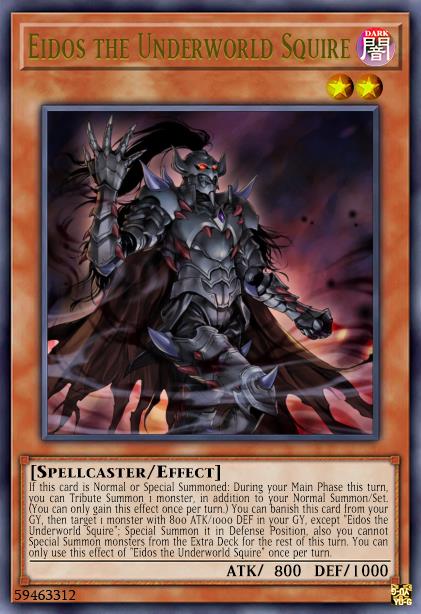 Eidos the Underworld Squire
DARK
闇
[Spellcaster/Effect]
If this card is Normal or Special Summoned: During your Main Phase this turn,
you can Tribute Summon 1 monster, in addition to your Normal Summon/Set.
(You can only gain this effect once per turn.) You can banish this card from your
GY, then target 1 monster with 800 ATK/1000 DEF in your GY, except "Eidos the
Underworld Squire"; Special Summon it in Defense Position, also you cannot
Special Summon monsters from the Extra Deck for the rest of this turn. You can
only use this effect of "Eidos the Underworld Squire" once per turn.
ATK/ 800 DEF/1000
59463312